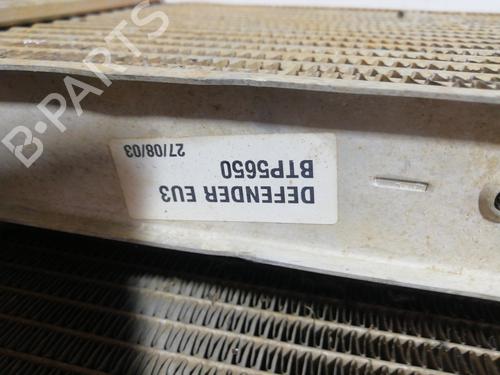 DEFENDER EU3
BTP5650
27/08/03
B-PARTS